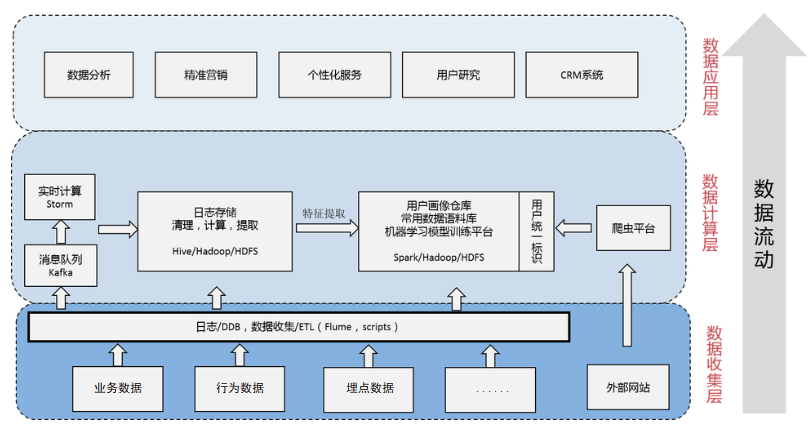 数据分析
精准营销
个性化服务
用户研究
CRM系统
数据应用层
实时计算
Storm
消息队列
Kafka
日志存储
清理，计算，提取
Hive/Hadoop/HDFS
特征提取
用户画像仓库
常用数据语料库
机器学习模型训练平台
Spark/Hadoop/HDFS
用户统一标识
爬虫平台
数据计算层
数据流动
日志/DDB，数据收集/ETL（Flume，scripts）
业务数据
行为数据
埋点数据
......
外部网站
数据收集层